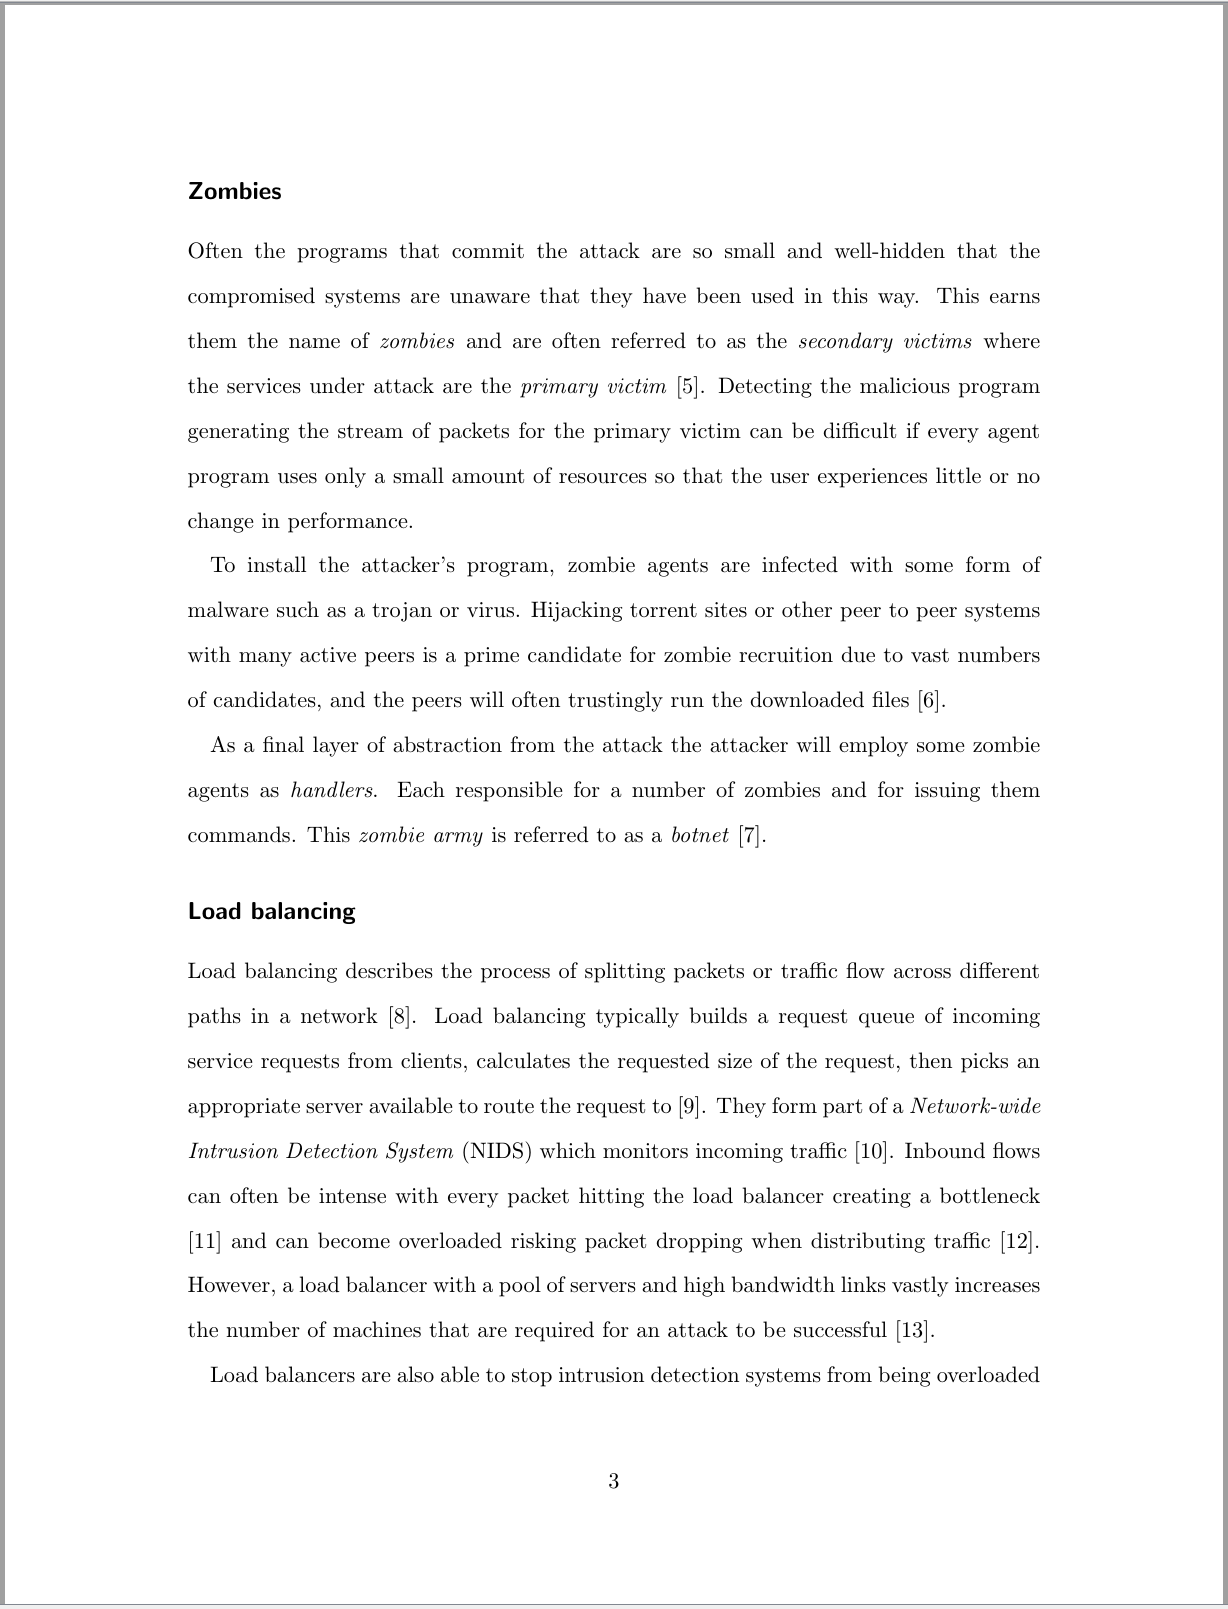 Zombies
Often the programs that commit the attack are so small and well-hidden that the
compromised systems are unaware that they have been used in this way. This earns
them the name of zombies and are often referred to as the secondary victims where
the services under attack are the primary victim [5]. Detecting the malicious program
generating the stream of packets for the primary victim can be difficult if every agent
program uses only a small amount of resources so that the user experiences little or no
change in performance.
To install the attacker's program, zombie agents are infected with some form of
malware such as a trojan or virus. Hijacking torrent sites or other peer to peer systems
with many active peers is a prime candidate for zombie recruition due to vast numbers
of candidates, and the peers will often trustingly run the downloaded files [6].
As a final layer of abstraction from the attack the attacker will employ some zombie
agents as handlers. Each responsible for a number of zombies and for issuing them
commands. This zombie army is referred to as a botnet [7].
Load balancing
Load balancing describes the process of splitting packets or traffic flow across different
paths in a network [8]. Load balancing typically builds a request queue of incoming
service requests from clients, calculates the requested size of the request, then picks an
appropriate server available to route the request to [9]. They form part of a Network-wide
Intrusion Detection System (NIDS) which monitors incoming traffic [10]. Inbound flows
can often be intense with every packet hitting the load balancer creating a bottleneck
[11] and can become overloaded risking packet dropping when distributing traffic [12].
However, a load balancer with a pool of servers and high bandwidth links vastly increases
the number of machines that are required for an attack to be successful [13].
Load balancers are also able to stop intrusion detection systems from being overloaded
3